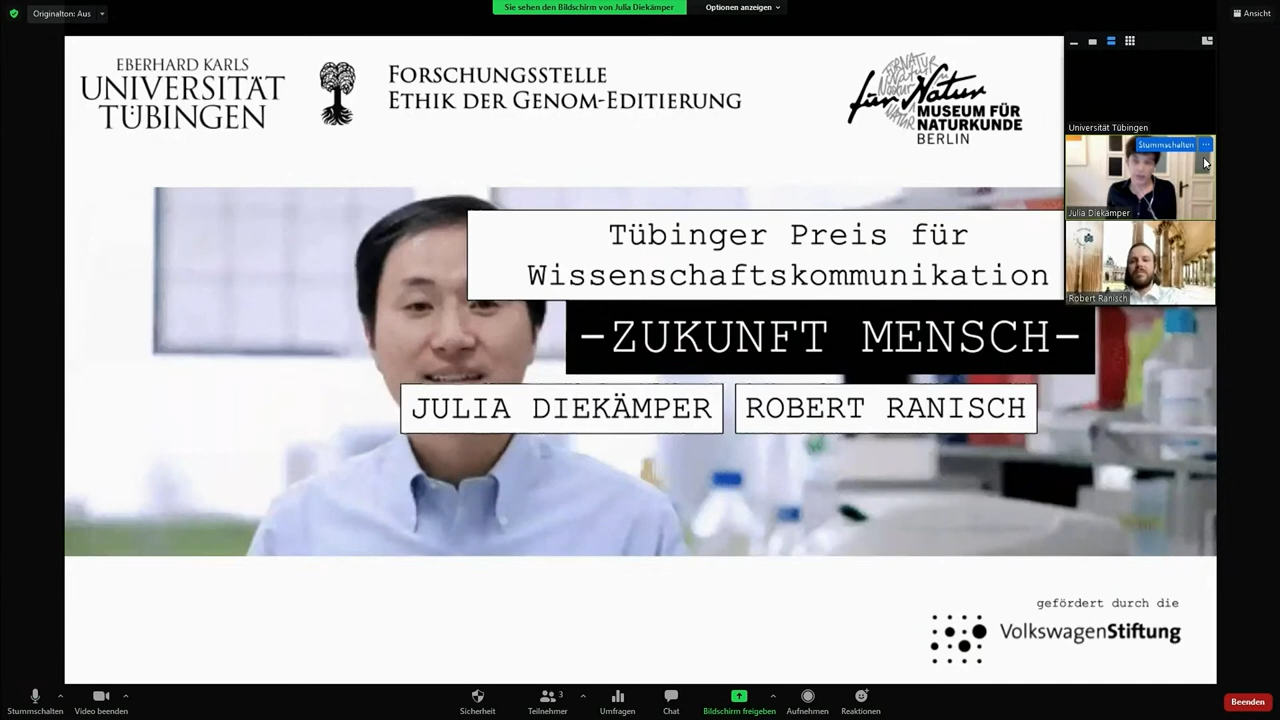 Originalton: Aus
Sie sehen den Bildschirm von Julia Diekämper
Optionen anzeigen
Ansicht
EBERHARD KARLS
UNIVERSITÄT
TÜBINGEN
FORSCHUNGSSTELLE
ETHIK DER GENOM-EDITIERUNG
für Natur
MUSEUM FÜR
NATURKUNDE
BERLIN
Universität Tübingen
Stummschalten
Julia Diekämper
Robert Ranisch
Tübinger Preis für
Wissenschaftskommunikation
-ZUKUNFT MENSCH-
JULIA DIEKÄMPER
ROBERT RANISCH
gefördert durch die
VolkswagenStiftung
Stummschalten
Video beenden
Sicherheit
3
Teilnehmer
Umfragen
Chat
Bildschirm freigeben
Aufnehmen
Reaktionen
Beenden